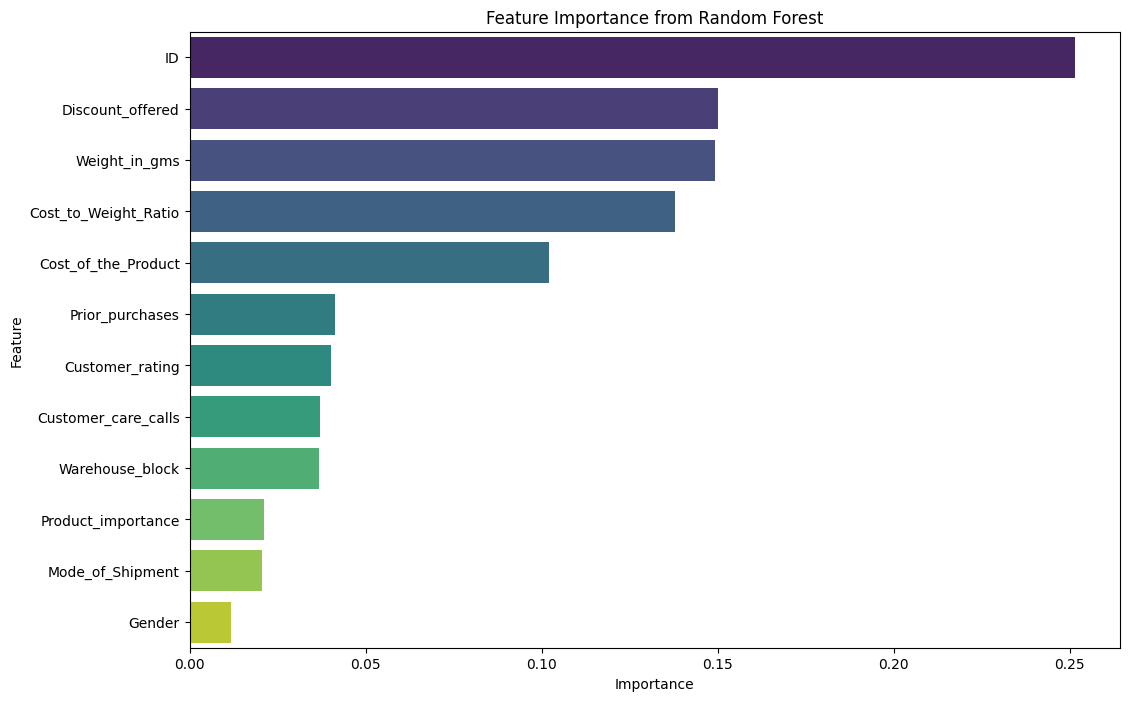 Feature Importance from Random Forest
ID
Discount_offered
Weight_in_gms
Cost_to_Weight_Ratio
Cost_of_the_Product
Prior_purchases
Customer_rating
Customer_care_calls
Warehouse_block
Product_importance
Mode_of_Shipment
Gender
Feature
0.00 0.05 0.10 0.15 0.20 0.25
Importance